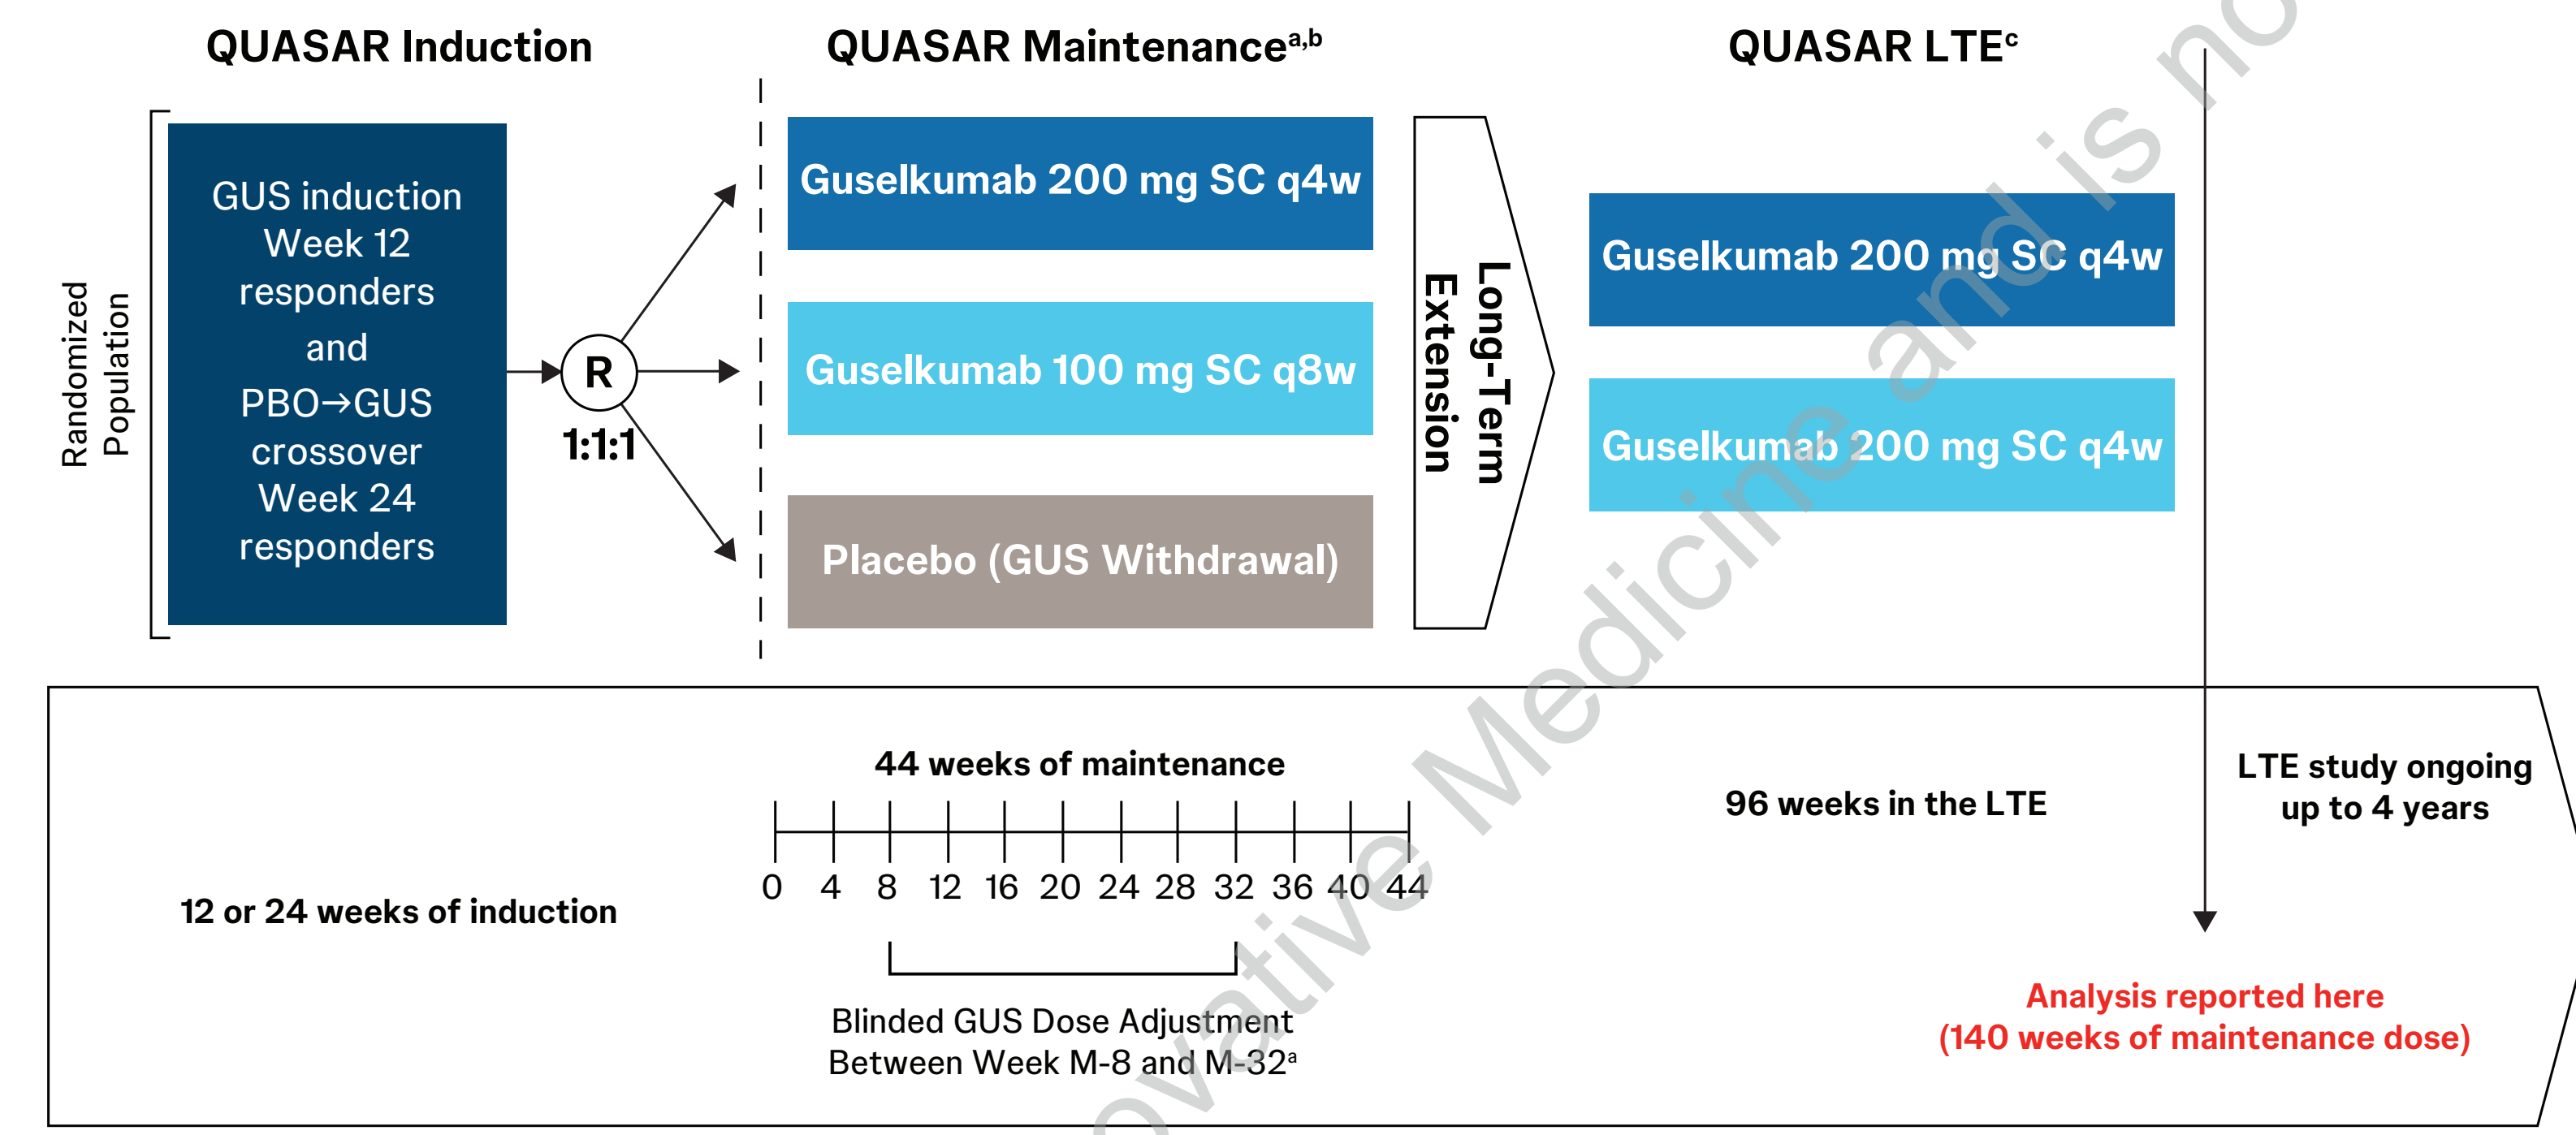 QUASAR Induction
QUASAR Maintenanceᵃ,ᵇ
QUASAR LTEᶜ
Randomized
Population
GUS induction
Week 12
responders
and
PBO→GUS
crossover
Week 24
responders
R
1:1:1
Guselkumab 200 mg SC q4w
Guselkumab 100 mg SC q8w
Placebo (GUS Withdrawal)
Long-Term
Extension
Guselkumab 200 mg SC q4w
Guselkumab 200 mg SC q4w
12 or 24 weeks of induction
44 weeks of maintenance
0 4 8 12 16 20 24 28 32 36 40 44
Blinded GUS Dose Adjustment
Between Week M-8 and M-32ᵃ
96 weeks in the LTE
LTE study ongoing
up to 4 years
Analysis reported here
(140 weeks of maintenance dose)
Medicine and is